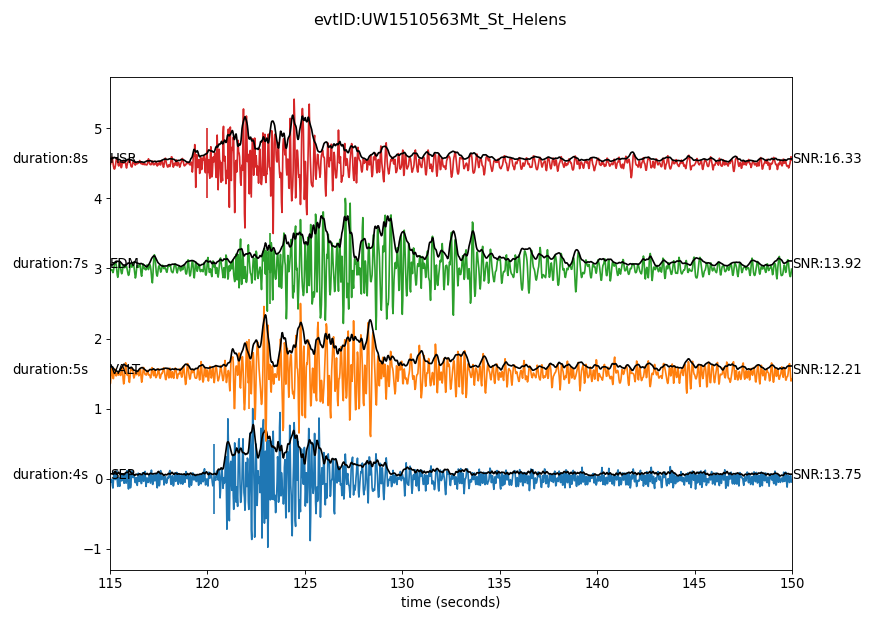 evtID:UW1510563Mt_St_Helens
5
duration:8s HSR SNR:16.33
4
duration:7s EDM SNR:13.92
3
2
duration:5s VALT SNR:12.21
1
duration:4s SEP SNR:13.75
0
−1
115 120 125 130 135 140 145 150
time (seconds)